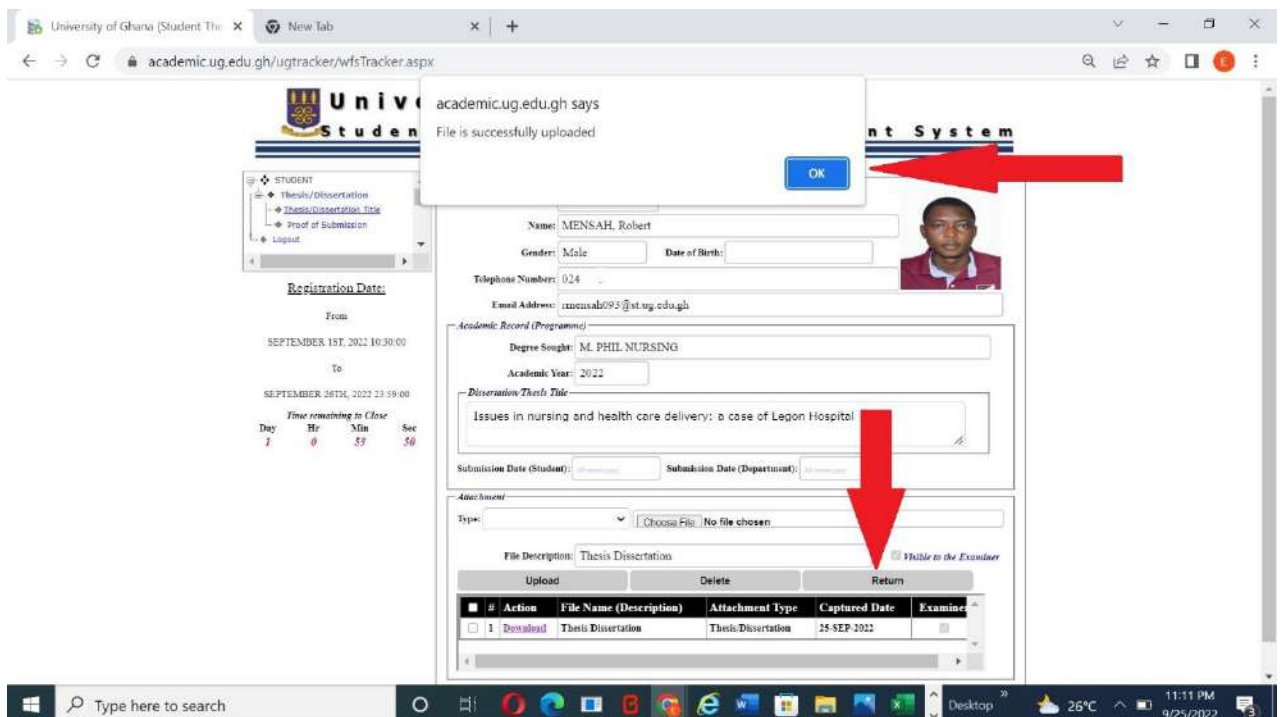 University of Ghana (Student The
New Tab
academic.ug.edu.gh/ugtracker/wfsTracker.aspx
E
Unive
Studen
nt System
academic.ug.edu.gh says
File is successfully uploaded
OK
STUDENT
Thesis/Dissertation
Thesis/Dissertation Title
Proof of Submission
Logout
Registration Date:
From
SEPTEMBER 1ST, 2022 10:30:00
To
SEPTEMBER 26TH, 2022 23:59:00
Time remaining to Close
Day Hr Min Sec
1 0 53 50
Name: MENSAH, Robert
Gender: Male Date of Birth:
Telephone Number: 024
Email Address: rmensah093@st.ug.edu.gh
Academic Record (Programme)
Degree Sought: M. PHIL NURSING
Academic Year: 2022
Dissertation/Thesis Title
Issues in nursing and health care delivery: a case of Legon Hospital
Submission Date (Student): Submission Date (Department):
Attachment
Type: Choose File No file chosen
File Description: Thesis Dissertation Visible to the Examiner
Upload Delete Return
# Action File Name (Description) Attachment Type Captured Date Examine
1 Download Thesis Dissertation Thesis/Dissertation 25-SEP-2022
Type here to search
Desktop
26°C
11:11 PM
9/25/2022
3